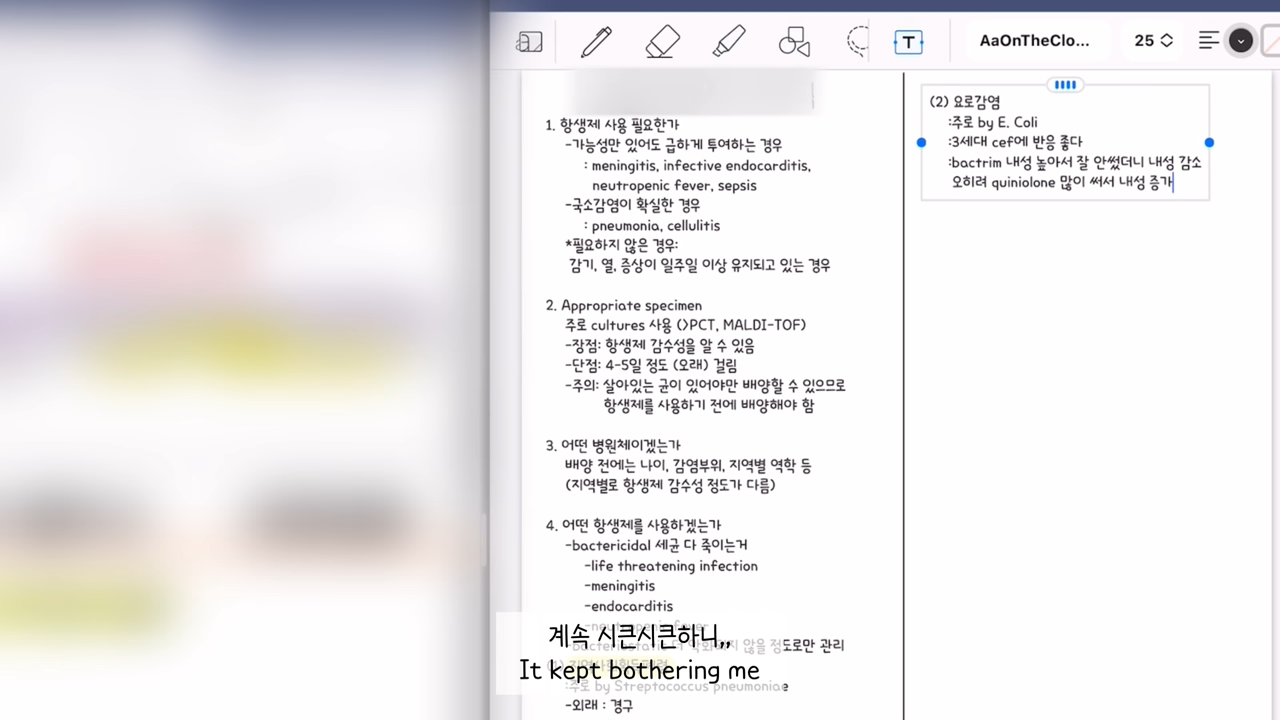 AaOnTheClo...
25
T
1. 항생제 사용 필요한가
-가능성만 있어도 급하게 투여하는 경우
: meningitis, infective endocarditis,
neutropenic fever, sepsis
-국소감염이 확실한 경우
: pneumonia, cellulitis
*필요하지 않은 경우:
감기, 열, 증상이 일주일 이상 유지되고 있는 경우
2. Appropriate specimen
주로 cultures 사용 (>PCT, MALDI-TOF)
-장점: 항생제 감수성을 알 수 있음
-단점: 4-5일 정도 (오래) 걸림
-주의: 살아있는 균이 있어야만 배양할 수 있으므로
항생제를 사용하기 전에 배양해야 함
3. 어떤 병원체이겠는가
배양 전에는 나이, 감염부위, 지역별 역학 등
(지역별로 항생제 감수성 정도가 다름)
4. 어떤 항생제를 사용하겠는가
-bactericidal 세균 다 죽이는거
-life threatening infection
-meningitis
-endocarditis
-neutropenic fever
-bacteriostatic 더 악화되지 않을 정도로만 관리
:주로 by Streptococcus pneumoniae
-외래 : 경구
(2) 요로감염
:주로 by E. Coli
:3세대 cef에 반응 좋다
:bactrim 내성 높아서 잘 안썼더니 내성 감소
오히려 quiniolone 많이 써서 내성 증가
계속 시큰시큰하니,,
It kept bothering me